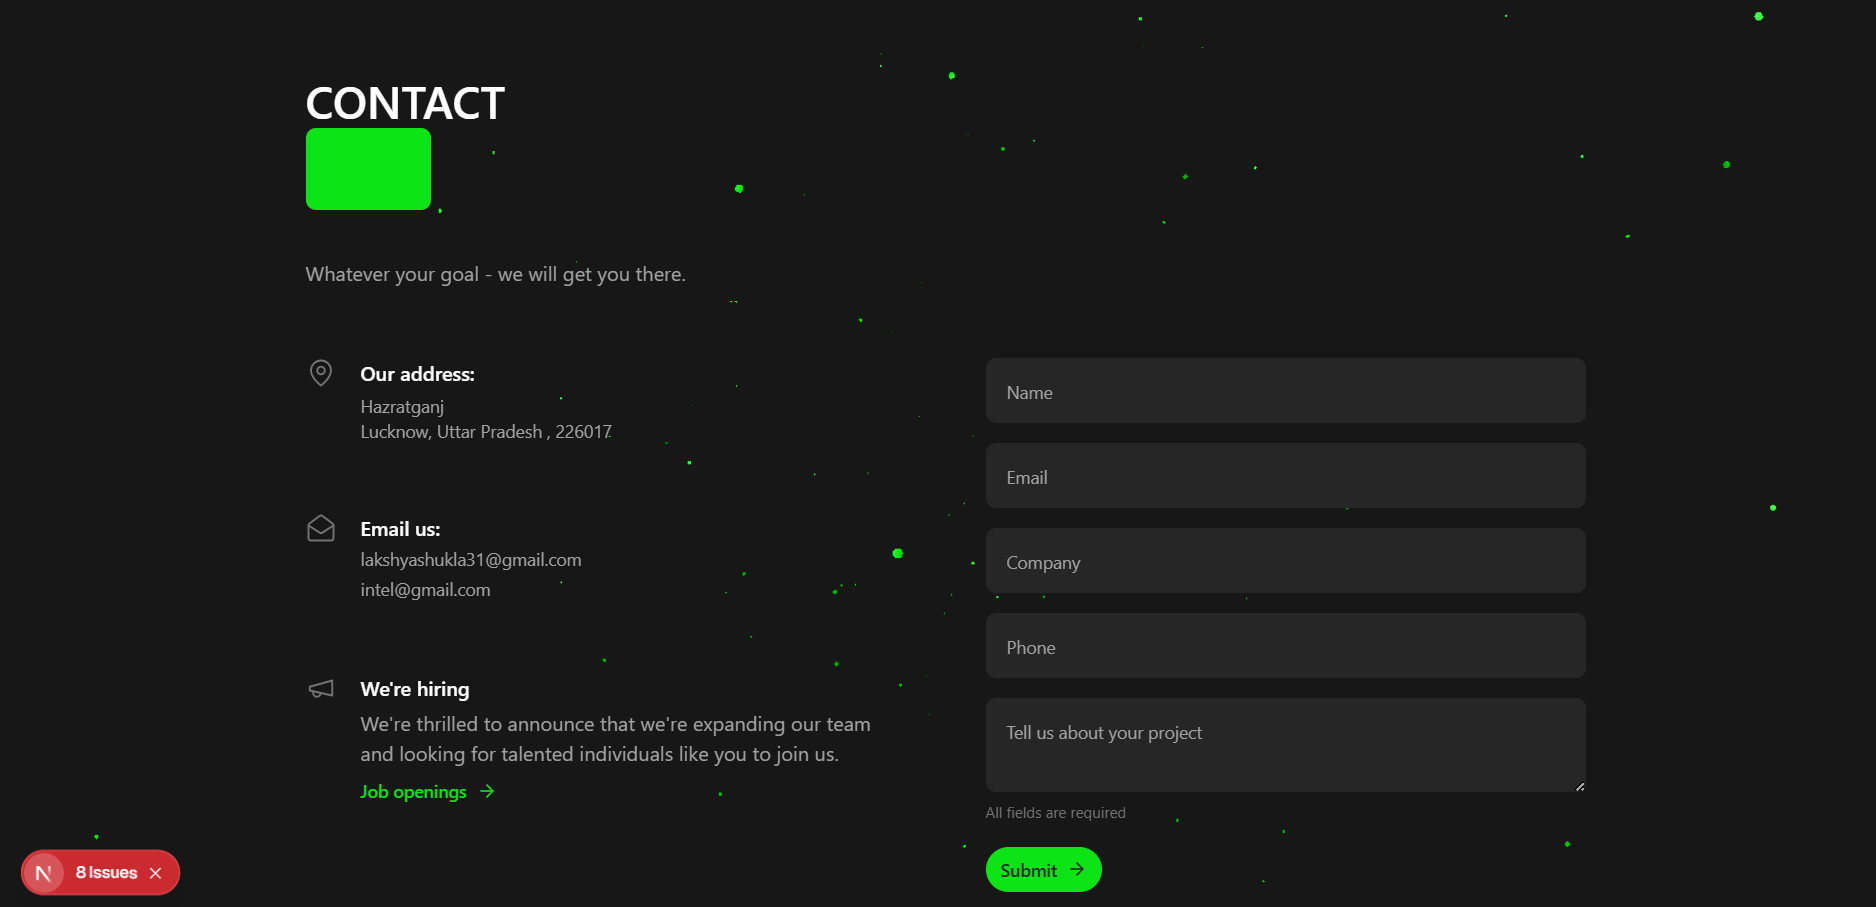 CONTACT
Whatever your goal - we will get you there.
Our address:
Hazratganj
Lucknow, Uttar Pradesh , 226017
Email us:
lakshyashukla31@gmail.com
intel@gmail.com
We're hiring
We're thrilled to announce that we're expanding our team
and looking for talented individuals like you to join us.
Job openings
Name
Email
Company
Phone
Tell us about your project
All fields are required
Submit
N
8 Issues